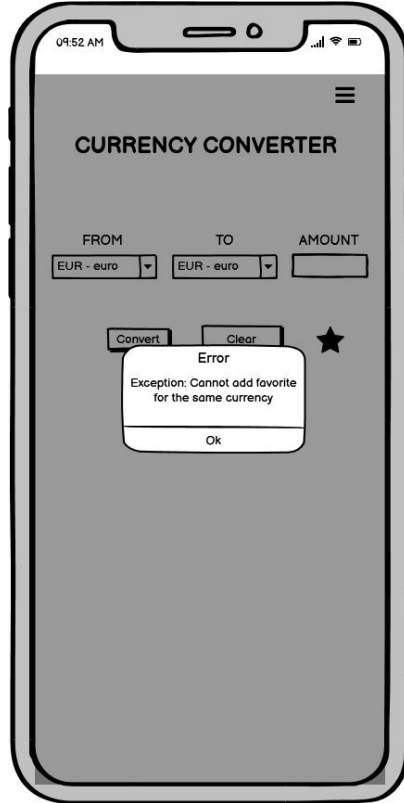 09:52 AM
CURRENCY CONVERTER
FROM TO AMOUNT
EUR - euro EUR - euro
Convert Clear
Error
Exception: Cannot add favorite
for the same currency
Ok